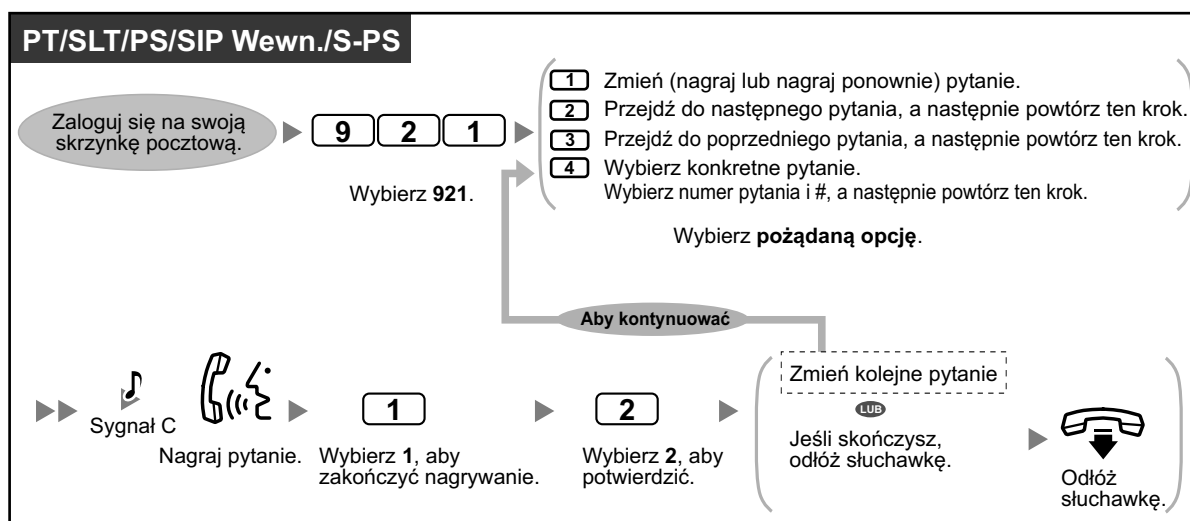 PT/SLT/PS/SIP Wewn./S-PS
Zaloguj się na swoją
skrzynkę pocztową.
9 2 1
Wybierz 921.
1 Zmień (nagraj lub nagraj ponownie) pytanie.
2 Przejdź do następnego pytania, a następnie powtórz ten krok.
3 Przejdź do poprzedniego pytania, a następnie powtórz ten krok.
4 Wybierz konkretne pytanie.
Wybierz numer pytania i #, a następnie powtórz ten krok.
Wybierz pożądaną opcję.
Aby kontynuować
Sygnał C
Nagraj pytanie.
1
Wybierz 1, aby
zakończyć nagrywanie.
2
Wybierz 2, aby
potwierdzić.
Zmień kolejne pytanie
LUB
Jeśli skończysz,
odłóż słuchawkę.
Odłóż
słuchawkę.